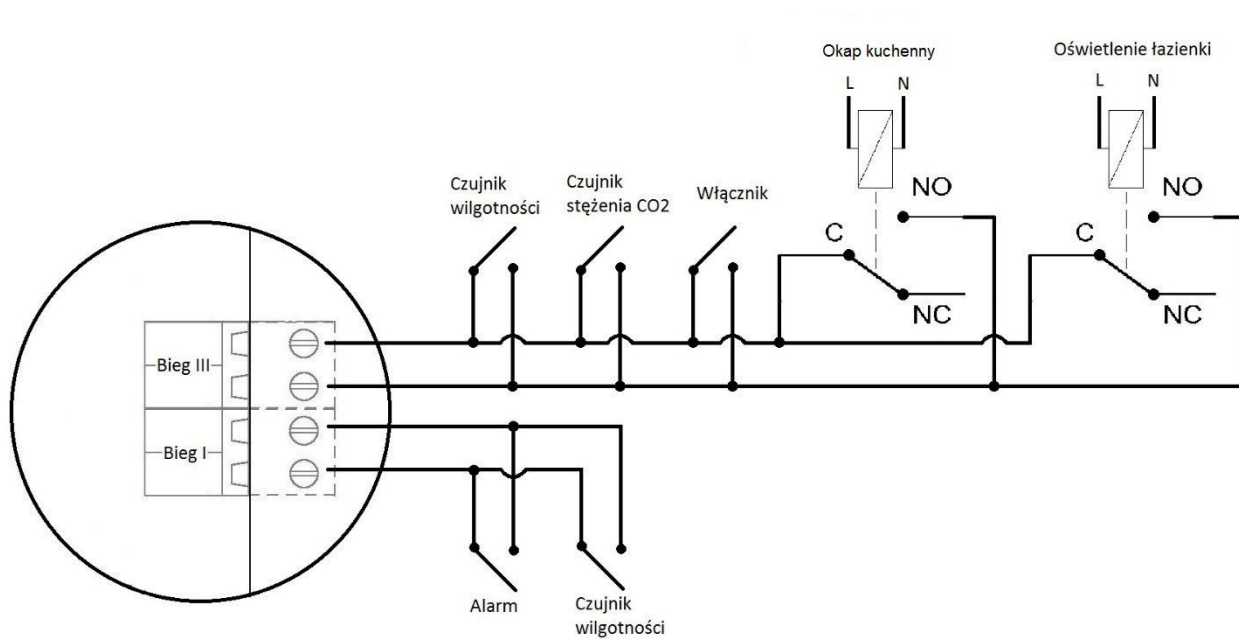 Okap kuchenny
Oświetlenie łazienki
L
N
L
N
Czujnik
wilgotności
Czujnik
stężenia CO2
Włącznik
NO
C
NC
NO
C
NC
Bieg III
Bieg I
Alarm
Czujnik
wilgotności